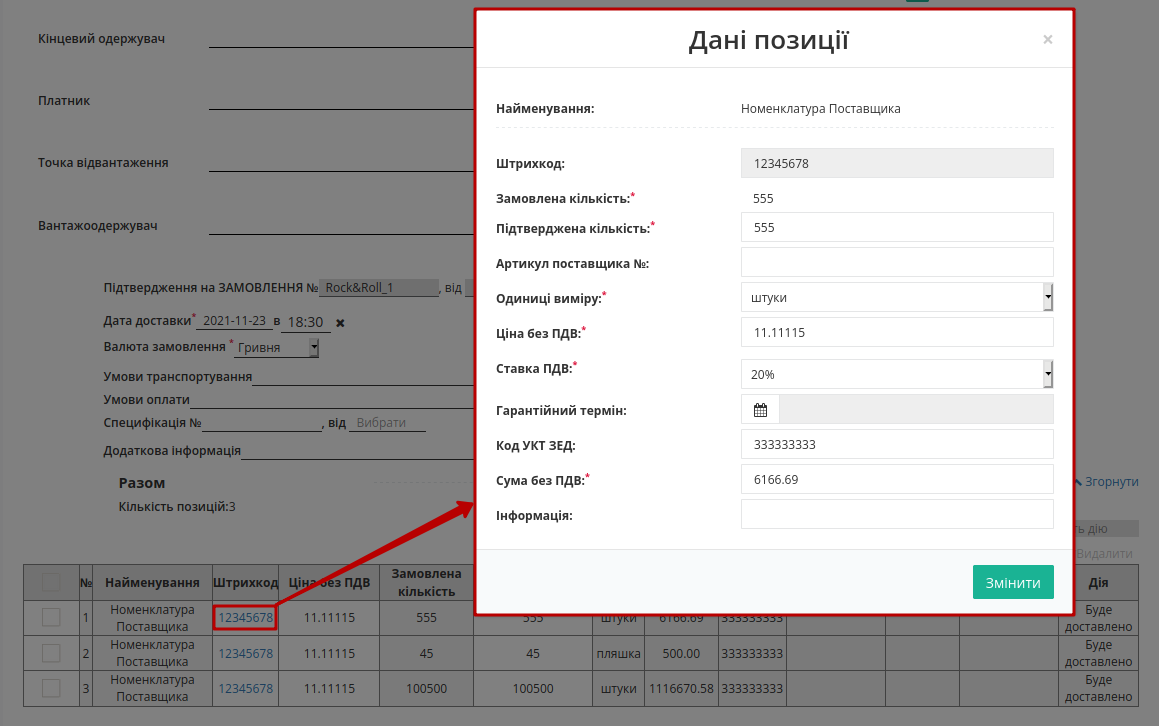 Дані позиції
×
Найменування: Номенклатура Поставщика
Штрихкод: 12345678
Замовлена кількість:* 555
Підтверджена кількість:* 555
Артикул поставщика №:
Одиниці виміру:* штуки
Ціна без ПДВ:* 11.11115
Ставка ПДВ:* 20%
Гарантійний термін:
Код УКТ ЗЕД: 333333333
Сума без ПДВ:* 6166.69
Інформація:
Змінити
Кінцевий одержувач
Платник
Точка відвантаження
Вантажоодержувач
Підтвердження на ЗАМОВЛЕННЯ № Rock&Roll_1 , від
Дата доставки* 2021-11-23 в 18:30 ×
Валюта замовлення * Гривня
Умови транспортування
Умови оплати
Специфікація № , від Вибрати
Додаткова інформація
Разом
Згорнути
Кількість позицій:3
ть дію
Видалити
№ Найменування Штрихкод Ціна без ПДВ Замовлена кількість Дія
1 Номенклатура Поставщика 12345678 11.11115 555 555 штуки 6166.69 333333333 Буде доставлено
2 Номенклатура Поставщика 12345678 11.11115 45 45 пляшка 500.00 333333333 Буде доставлено
3 Номенклатура Поставщика 12345678 11.11115 100500 100500 штуки 1116670.58 333333333 Буде доставлено